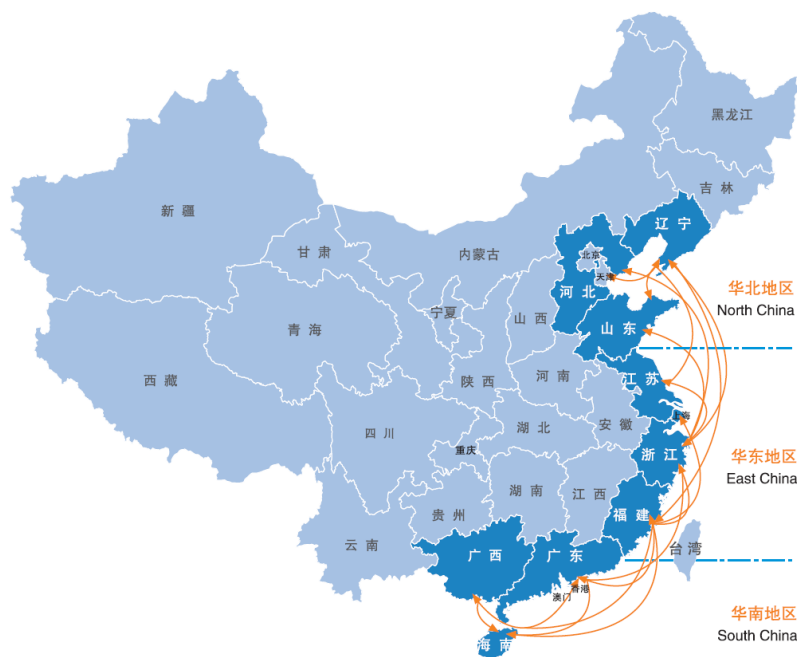 黑龙江
吉林
辽宁
新疆
甘肃
内蒙古
北京
天津
河北
华北地区
North China
宁夏
山西
山东
青海
西藏
陕西
河南
江苏
安徽
上海
四川
重庆
湖北
浙江
华东地区
East China
湖南
江西
贵州
福建
云南
广西
广东
台湾
香港
澳门
海南
华南地区
South China